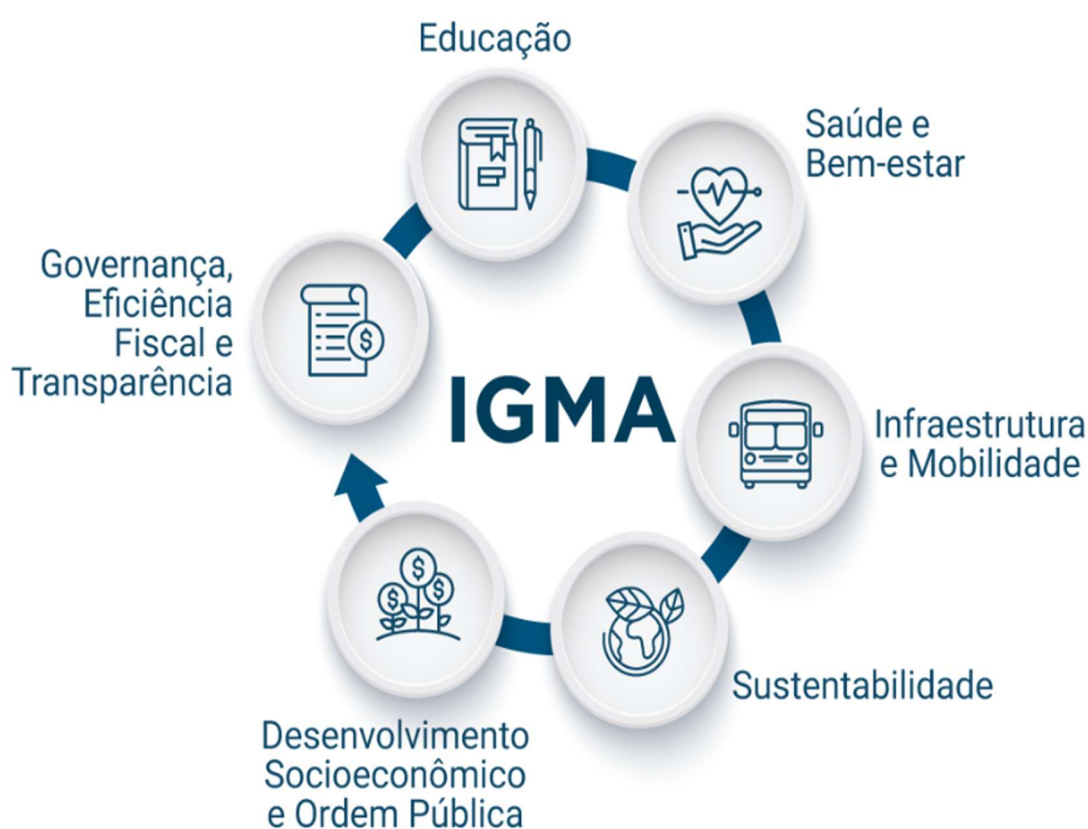 Educação
Saúde e
Bem-estar
Governança,
Eficiência
Fiscal e
Transparência
IGMA
Infraestrutura
e Mobilidade
Sustentabilidade
Desenvolvimento
Socioeconômico
e Ordem Pública
$
$
$
$